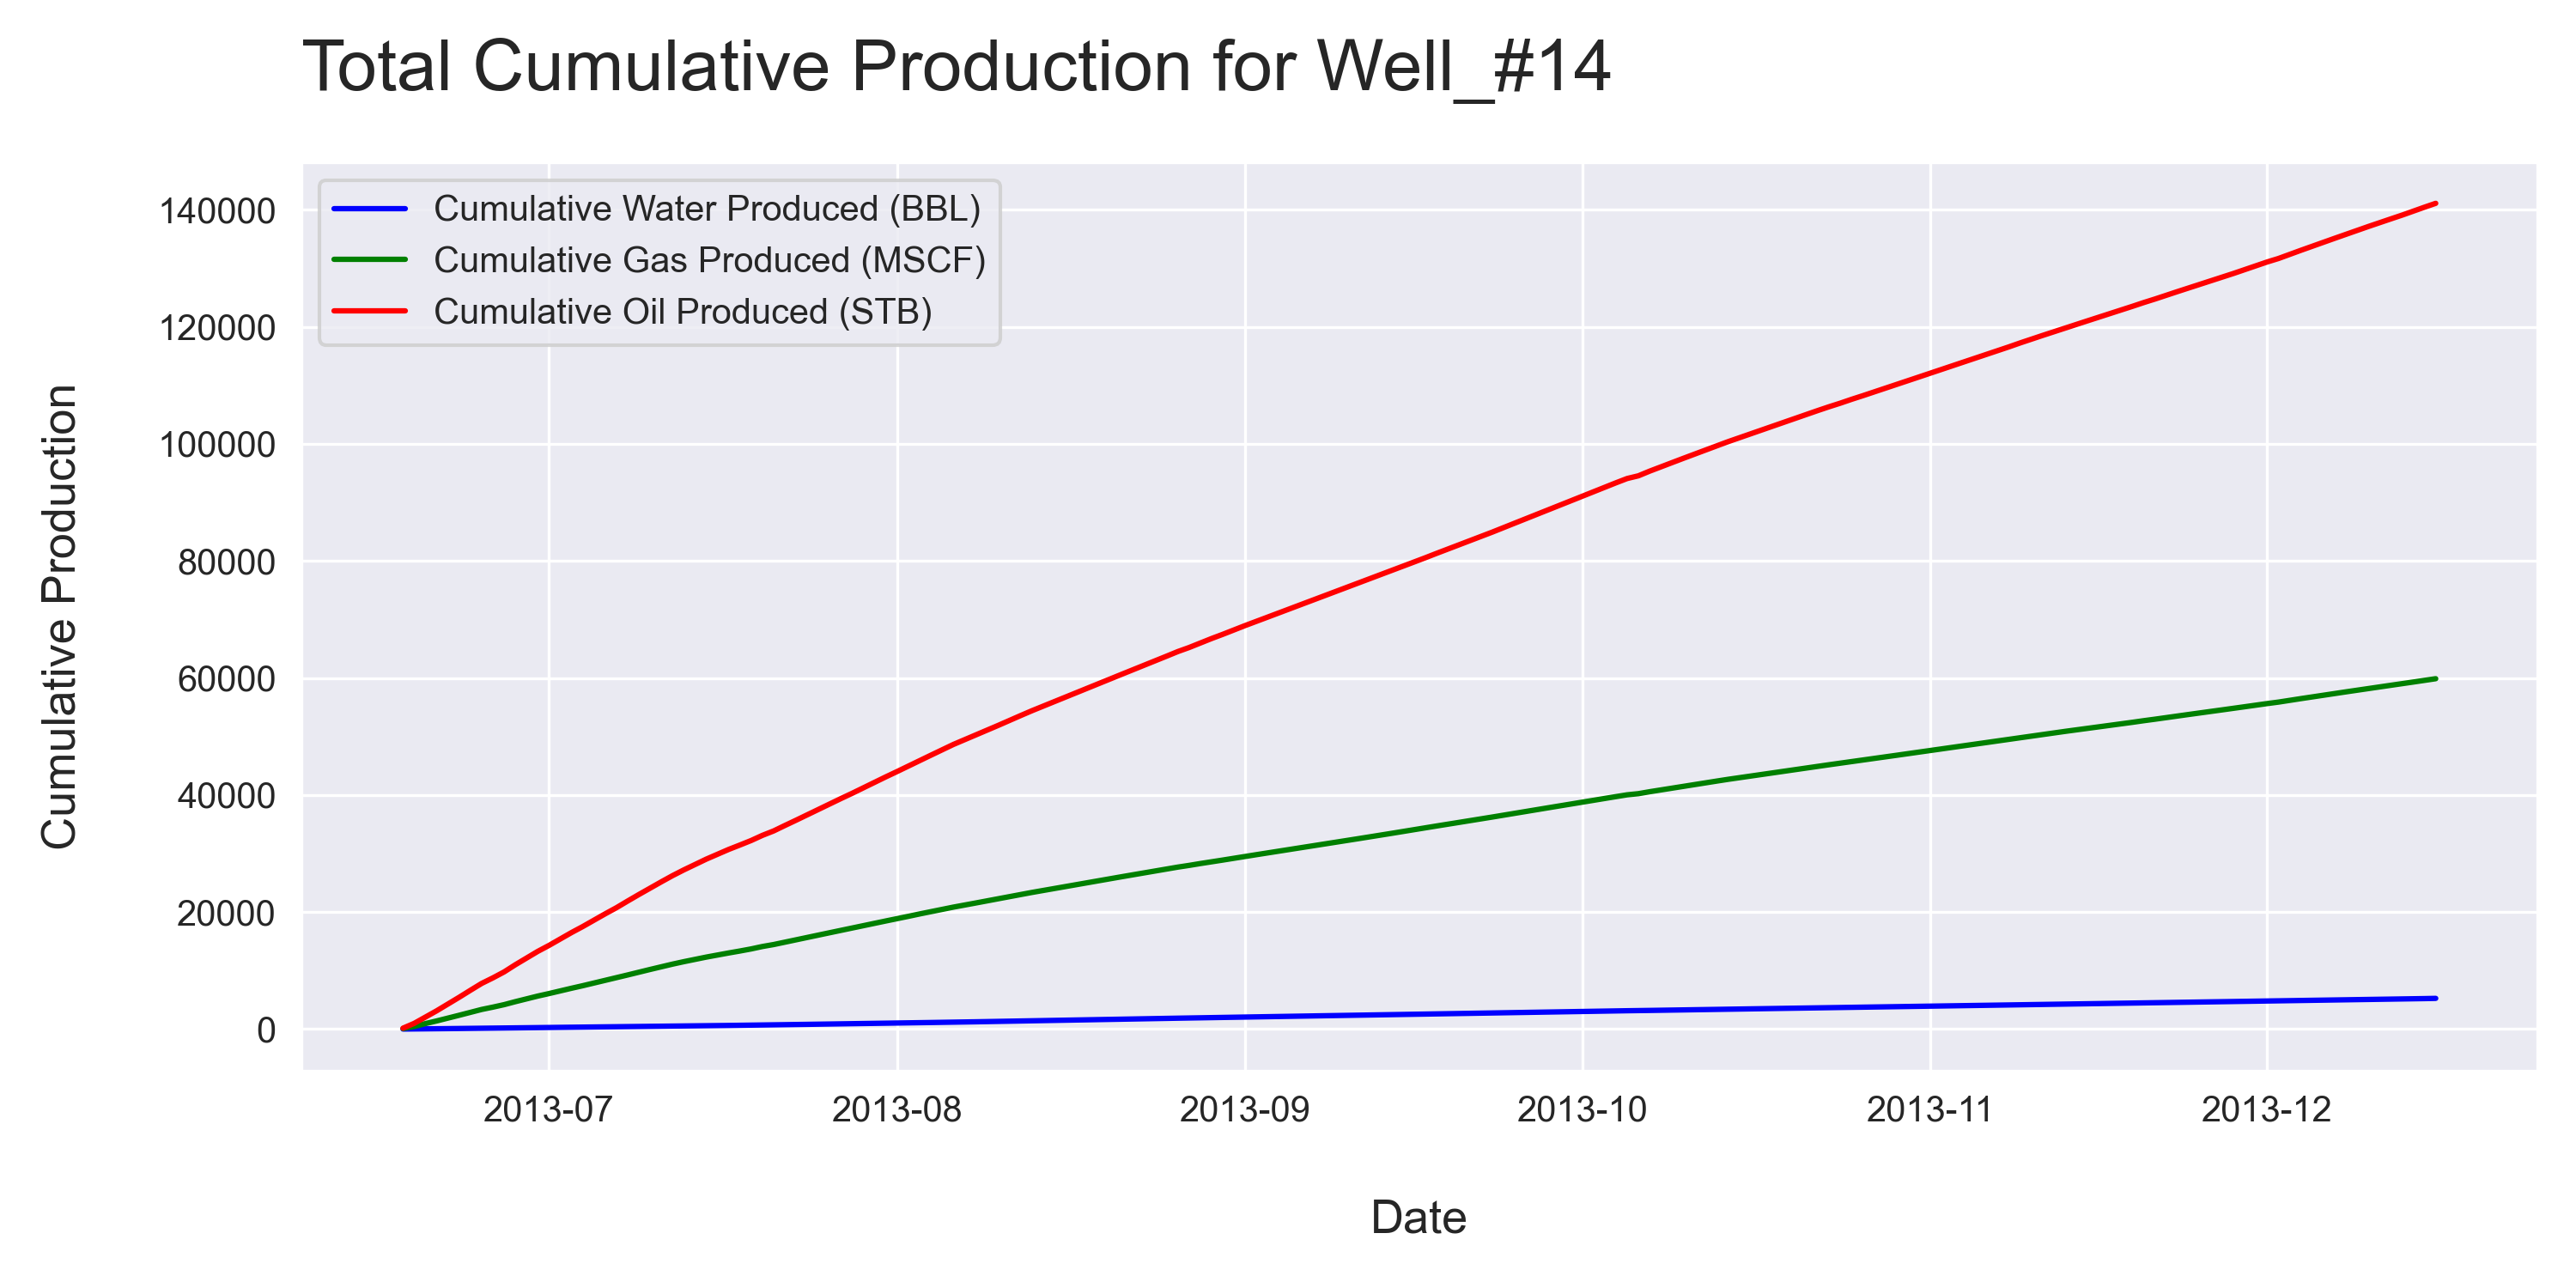 Total Cumulative Production for Well_#14
Cumulative Water Produced (BBL)
Cumulative Gas Produced (MSCF)
Cumulative Oil Produced (STB)
Cumulative Production
140000
120000
100000
80000
60000
40000
20000
0
2013-07 2013-08 2013-09 2013-10 2013-11 2013-12
Date